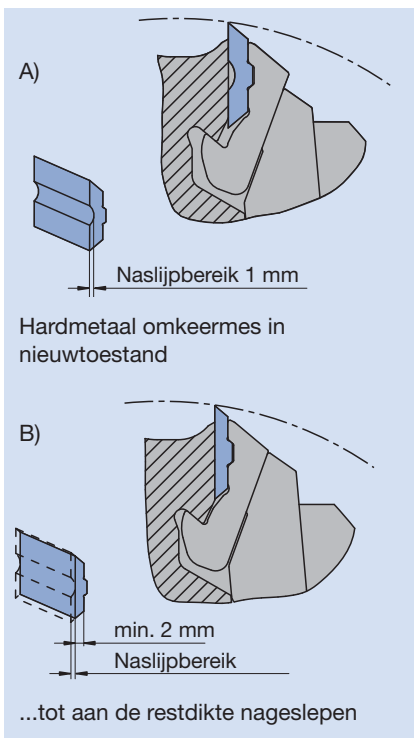 A)
Naslijpbereik 1 mm
Hardmetaal omkeermes in
nieuwtoestand
B)
min. 2 mm
Naslijpbereik
...tot aan de restdikte nageslepen